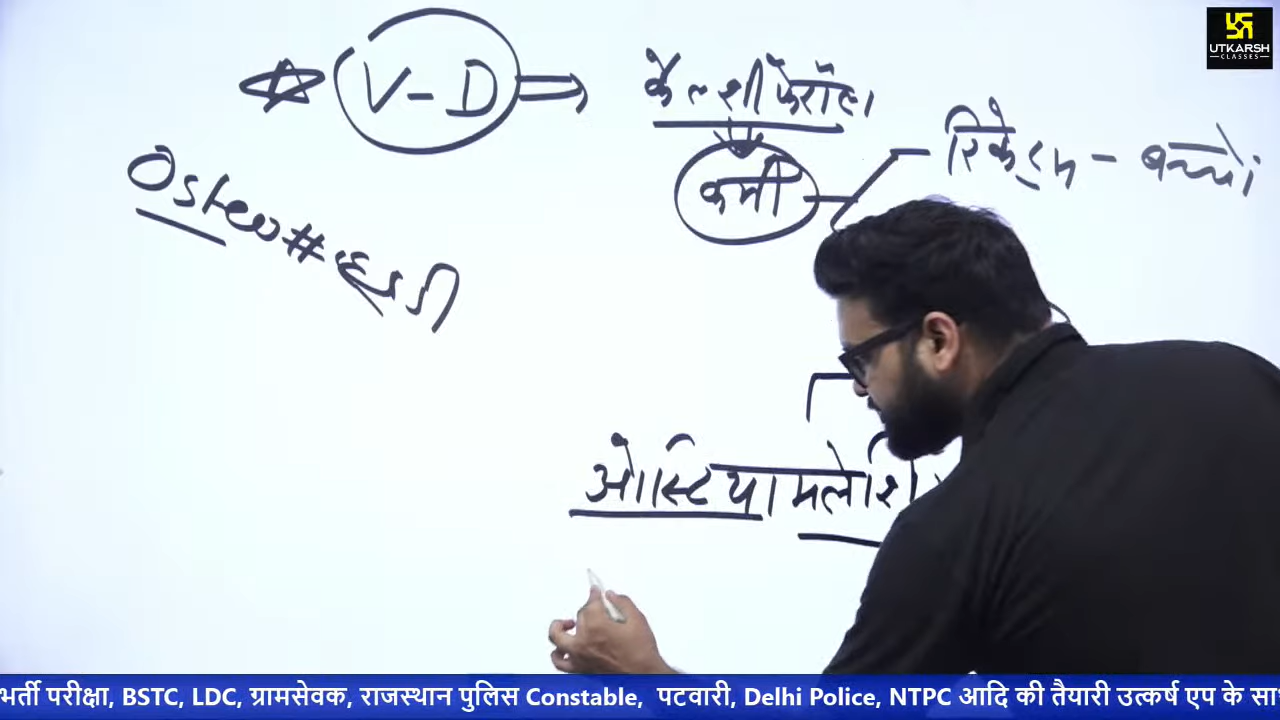 UTKARSH
CLASSES
V-D ⇒ कैल्शीफेरॉल
कमी
रिकेट्स - बच्चों
Osteo # हड्डी
ओस्टियोमलेशि
भर्ती परीक्षा, BSTC, LDC, ग्रामसेवक, राजस्थान पुलिस Constable, पटवारी, Delhi Police, NTPC आदि की तैयारी उत्कर्ष एप के सा